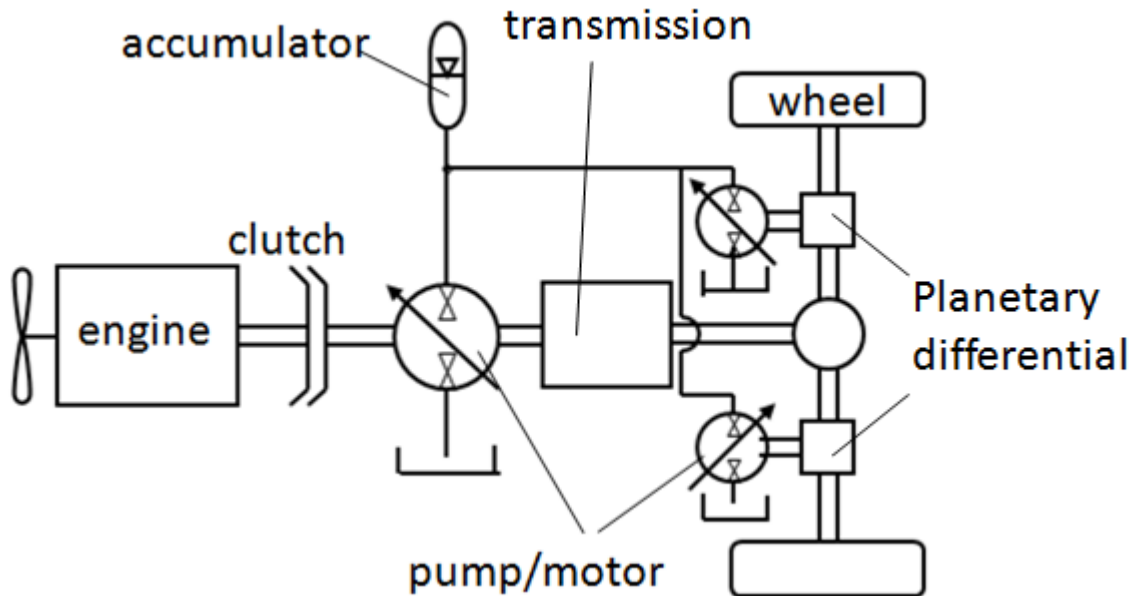 transmission
accumulator
wheel
clutch
engine
Planetary
differential
pump/motor